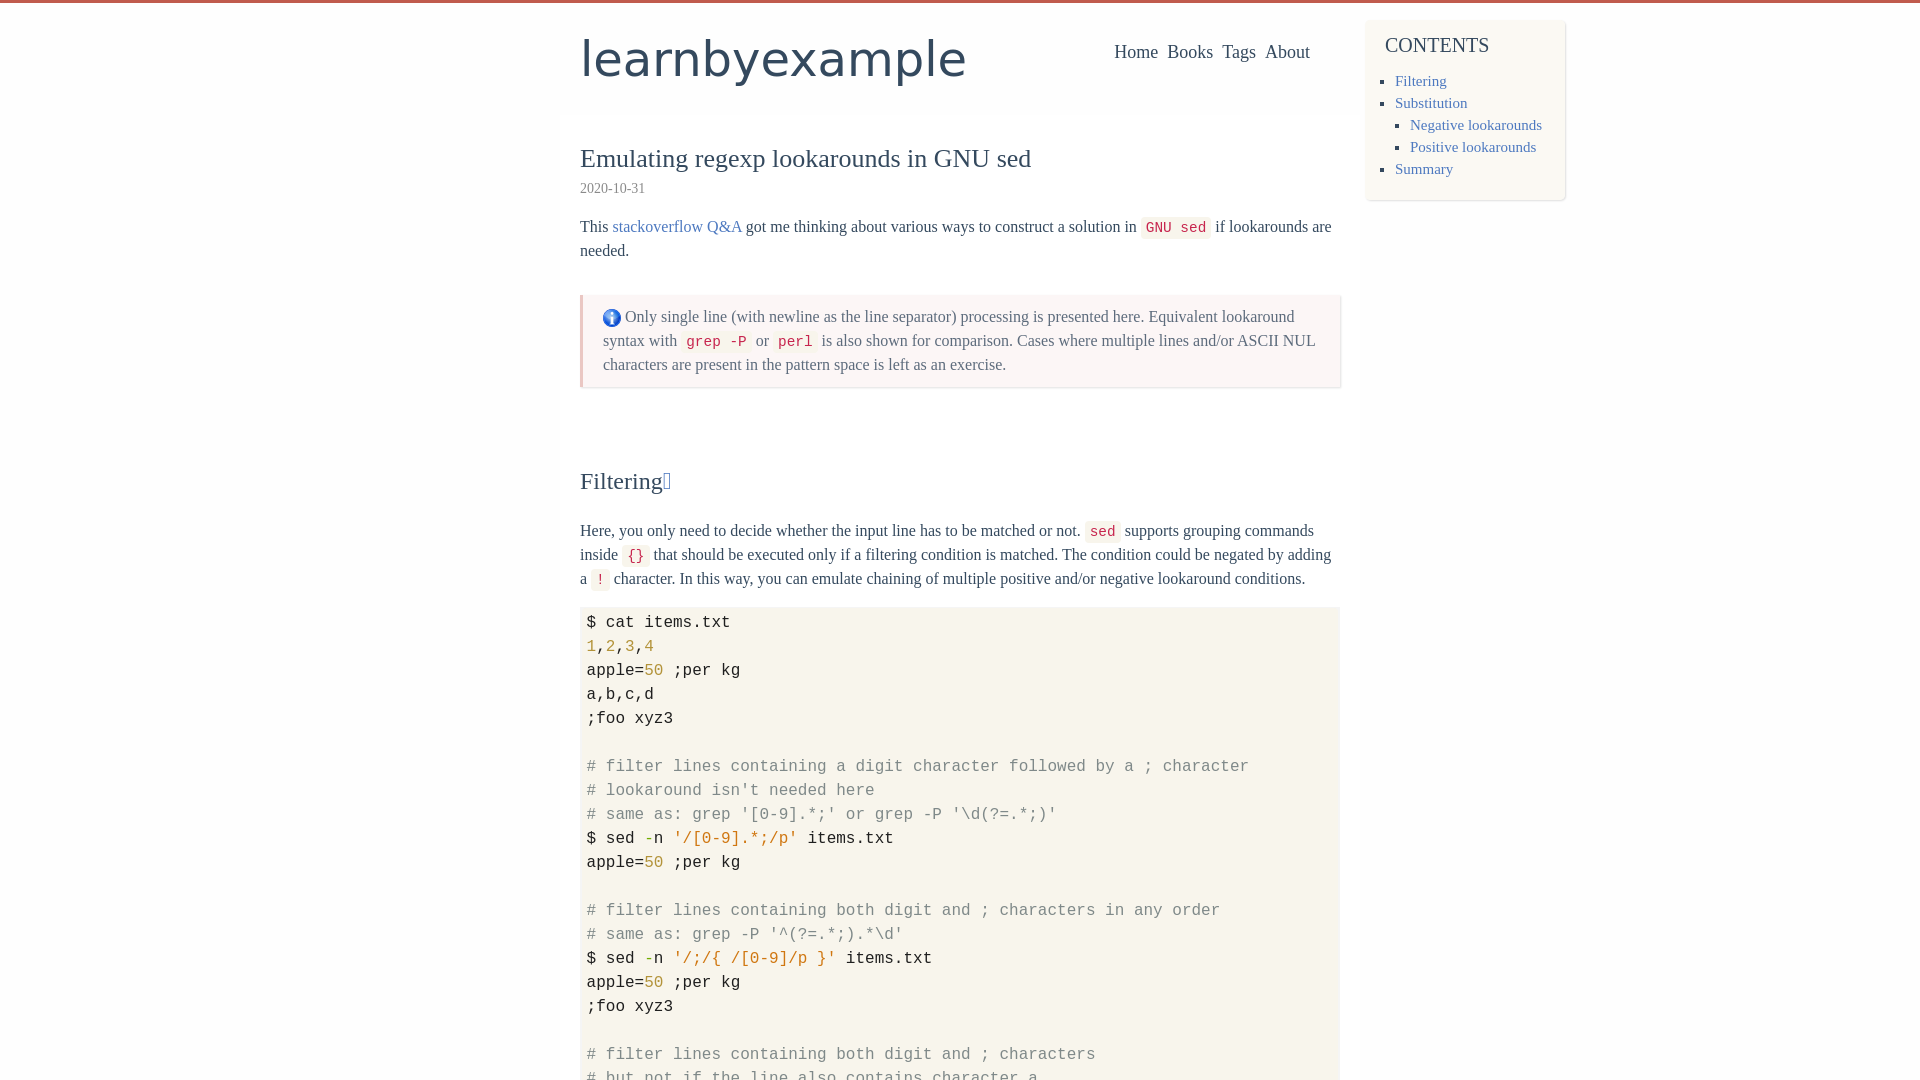 learnbyexample
Home Books Tags About
CONTENTS
Filtering
Substitution
Negative lookarounds
Positive lookarounds
Summary
Emulating regexp lookarounds in GNU sed
2020-10-31
This stackoverflow Q&A got me thinking about various ways to construct a solution in GNU sed if lookarounds are
needed.
Only single line (with newline as the line separator) processing is presented here. Equivalent lookaround
syntax with grep -P or perl is also shown for comparison. Cases where multiple lines and/or ASCII NUL
characters are present in the pattern space is left as an exercise.
Filtering
Here, you only need to decide whether the input line has to be matched or not. sed supports grouping commands
inside {} that should be executed only if a filtering condition is matched. The condition could be negated by adding
a ! character. In this way, you can emulate chaining of multiple positive and/or negative lookaround conditions.
$ cat items.txt
1,2,3,4
apple=50 ;per kg
a,b,c,d
;foo xyz3
# filter lines containing a digit character followed by a ; character
# lookaround isn't needed here
# same as: grep '[0-9].*;' or grep -P '\d(?=.*;)'
$ sed -n '/[0-9].*;/p' items.txt
apple=50 ;per kg
# filter lines containing both digit and ; characters in any order
# same as: grep -P '^(?=.*;).*\d'
$ sed -n '/;/{ /[0-9]/p }' items.txt
apple=50 ;per kg
;foo xyz3
# filter lines containing both digit and ; characters
# but not if the line also contains character a